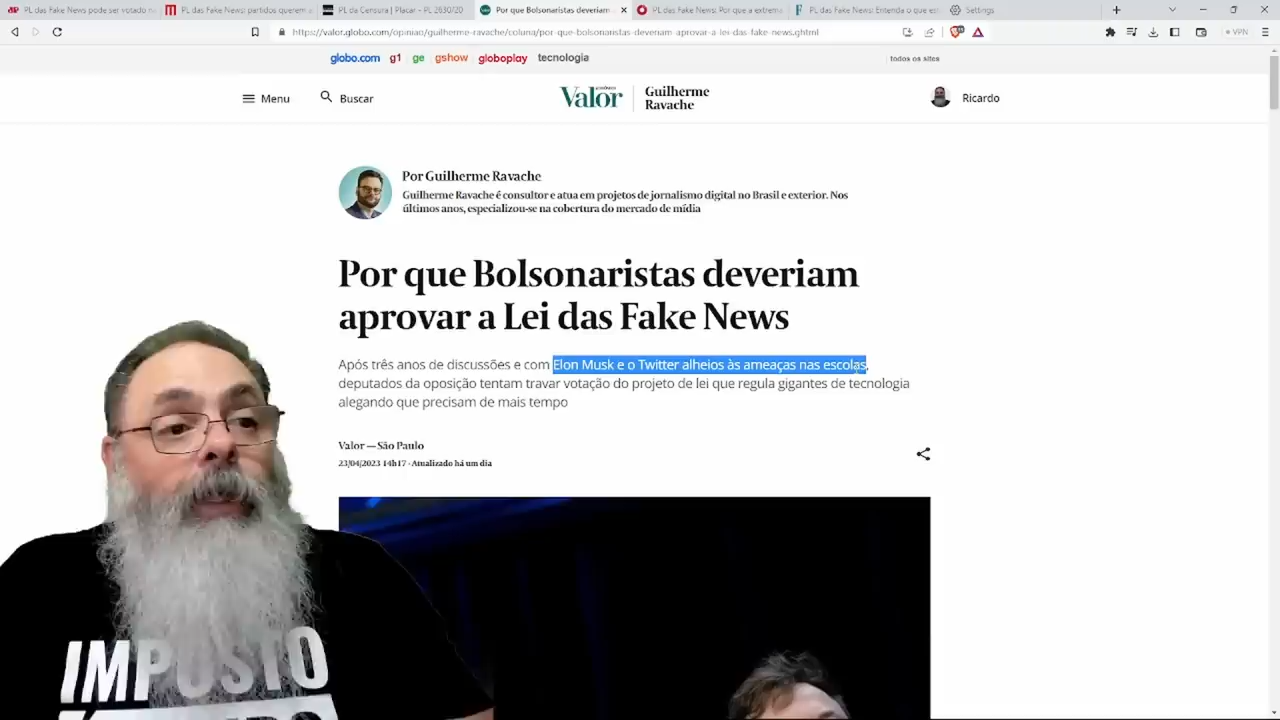 PL das Fake News pode ser votado n
PL das Fake News: partidos querem a
PL de Censura | Placar – PL 2630/20
Por que Bolsonaristas deveriam
PL das Fake News: Por que a extrema
PL das Fake News: Entenda o que est
Settings
https://valor.globo.com/opiniao/guilherme-ravache/coluna/por-que-bolsonaristas-deveriam-aprovar-a-lei-das-fake-news.ghtml
VPN
globo.com g1 ge gshow globoplay tecnologia
todos os sites
Menu
Buscar
Valor
Guilherme
Ravache
Ricardo
Por Guilherme Ravache
Guilherme Ravache é consultor e atua em projetos de jornalismo digital no Brasil e exterior. Nos
últimos anos, especializou-se na cobertura do mercado de mídia
Por que Bolsonaristas deveriam
aprovar a Lei das Fake News
Após três anos de discussões e com Elon Musk e o Twitter alheios às ameaças nas escolas,
deputados da oposição tentam travar votação do projeto de lei que regula gigantes de tecnologia
alegando que precisam de mais tempo
Valor — São Paulo
23/04/2023 14h17 · Atualizado há um dia
IMPOSTO